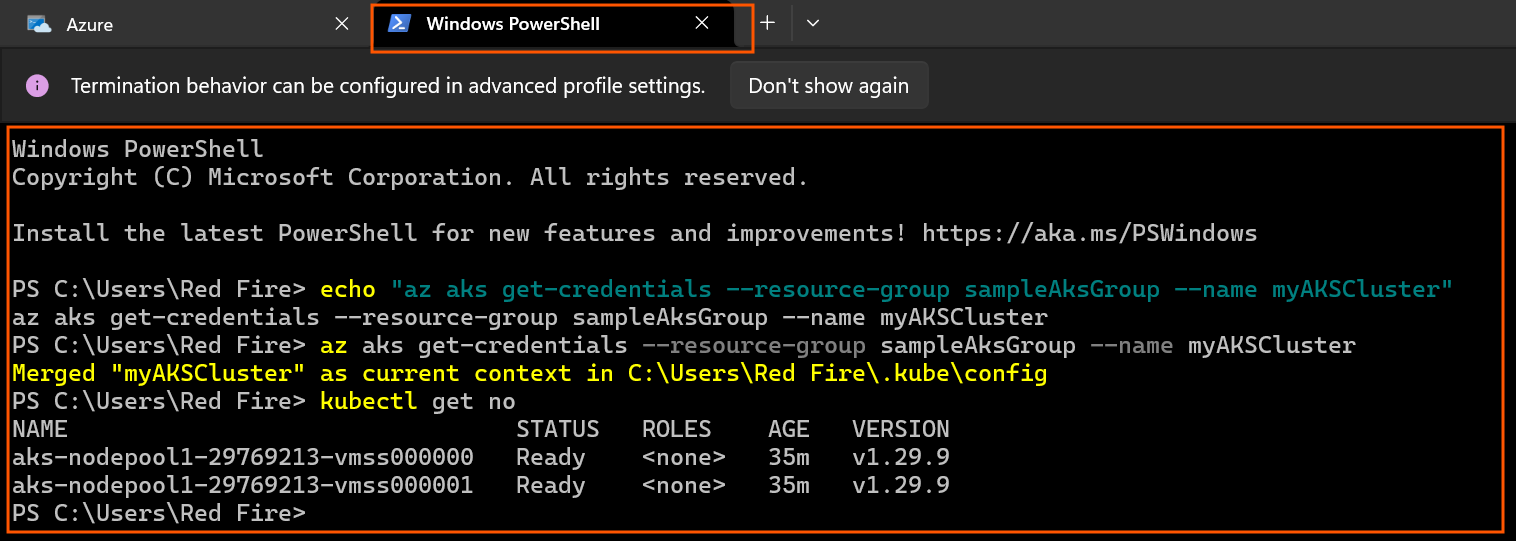 Azure
Windows PowerShell
Termination behavior can be configured in advanced profile settings. Don't show again
Windows PowerShell
Copyright (C) Microsoft Corporation. All rights reserved.
Install the latest PowerShell for new features and improvements! https://aka.ms/PSWindows
PS C:\Users\Red Fire> echo "az aks get-credentials --resource-group sampleAksGroup --name myAKSCluster"
az aks get-credentials --resource-group sampleAksGroup --name myAKSCluster
PS C:\Users\Red Fire> az aks get-credentials --resource-group sampleAksGroup --name myAKSCluster
Merged "myAKSCluster" as current context in C:\Users\Red Fire\.kube\config
PS C:\Users\Red Fire> kubectl get no
NAME STATUS ROLES AGE VERSION
aks-nodepool1-29769213-vmss000000 Ready <none> 35m v1.29.9
aks-nodepool1-29769213-vmss000001 Ready <none> 35m v1.29.9
PS C:\Users\Red Fire>